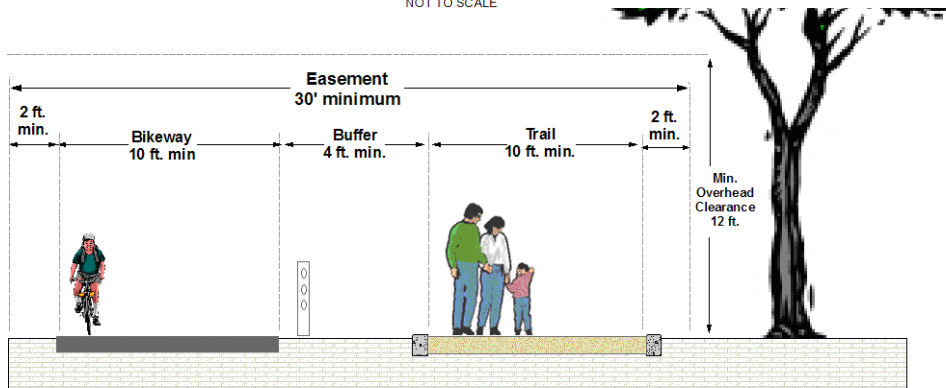 NOT TO SCALE
Easement
30' minimum
2 ft.
min.
Bikeway
10 ft. min
Buffer
4 ft. min.
Trail
10 ft. min.
2 ft.
min.
Min.
Overhead
Clearance
12 ft.